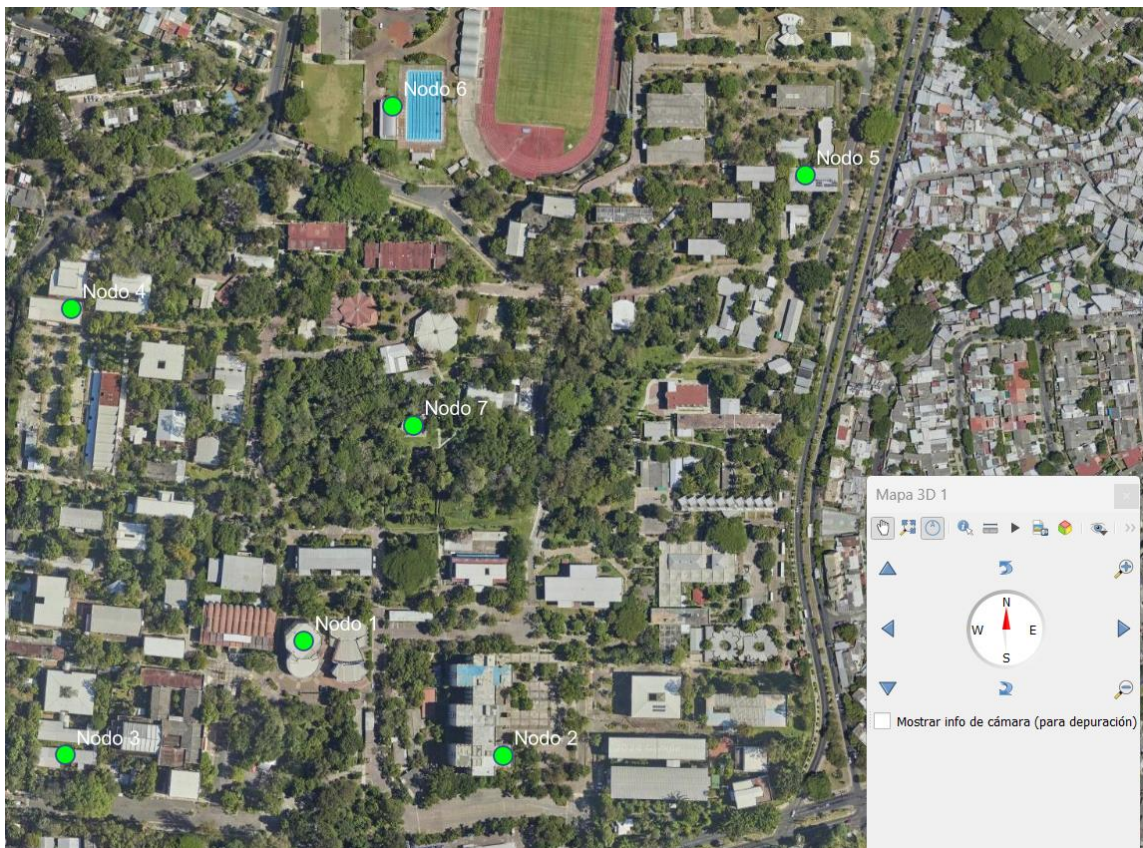 Nodo 6
Nodo 5
Nodo 4
Nodo 7
Mapa 3D 1
N
W E
S
Nodo 1
Mostrar info de cámara (para depuración)
Nodo 3
Nodo 2